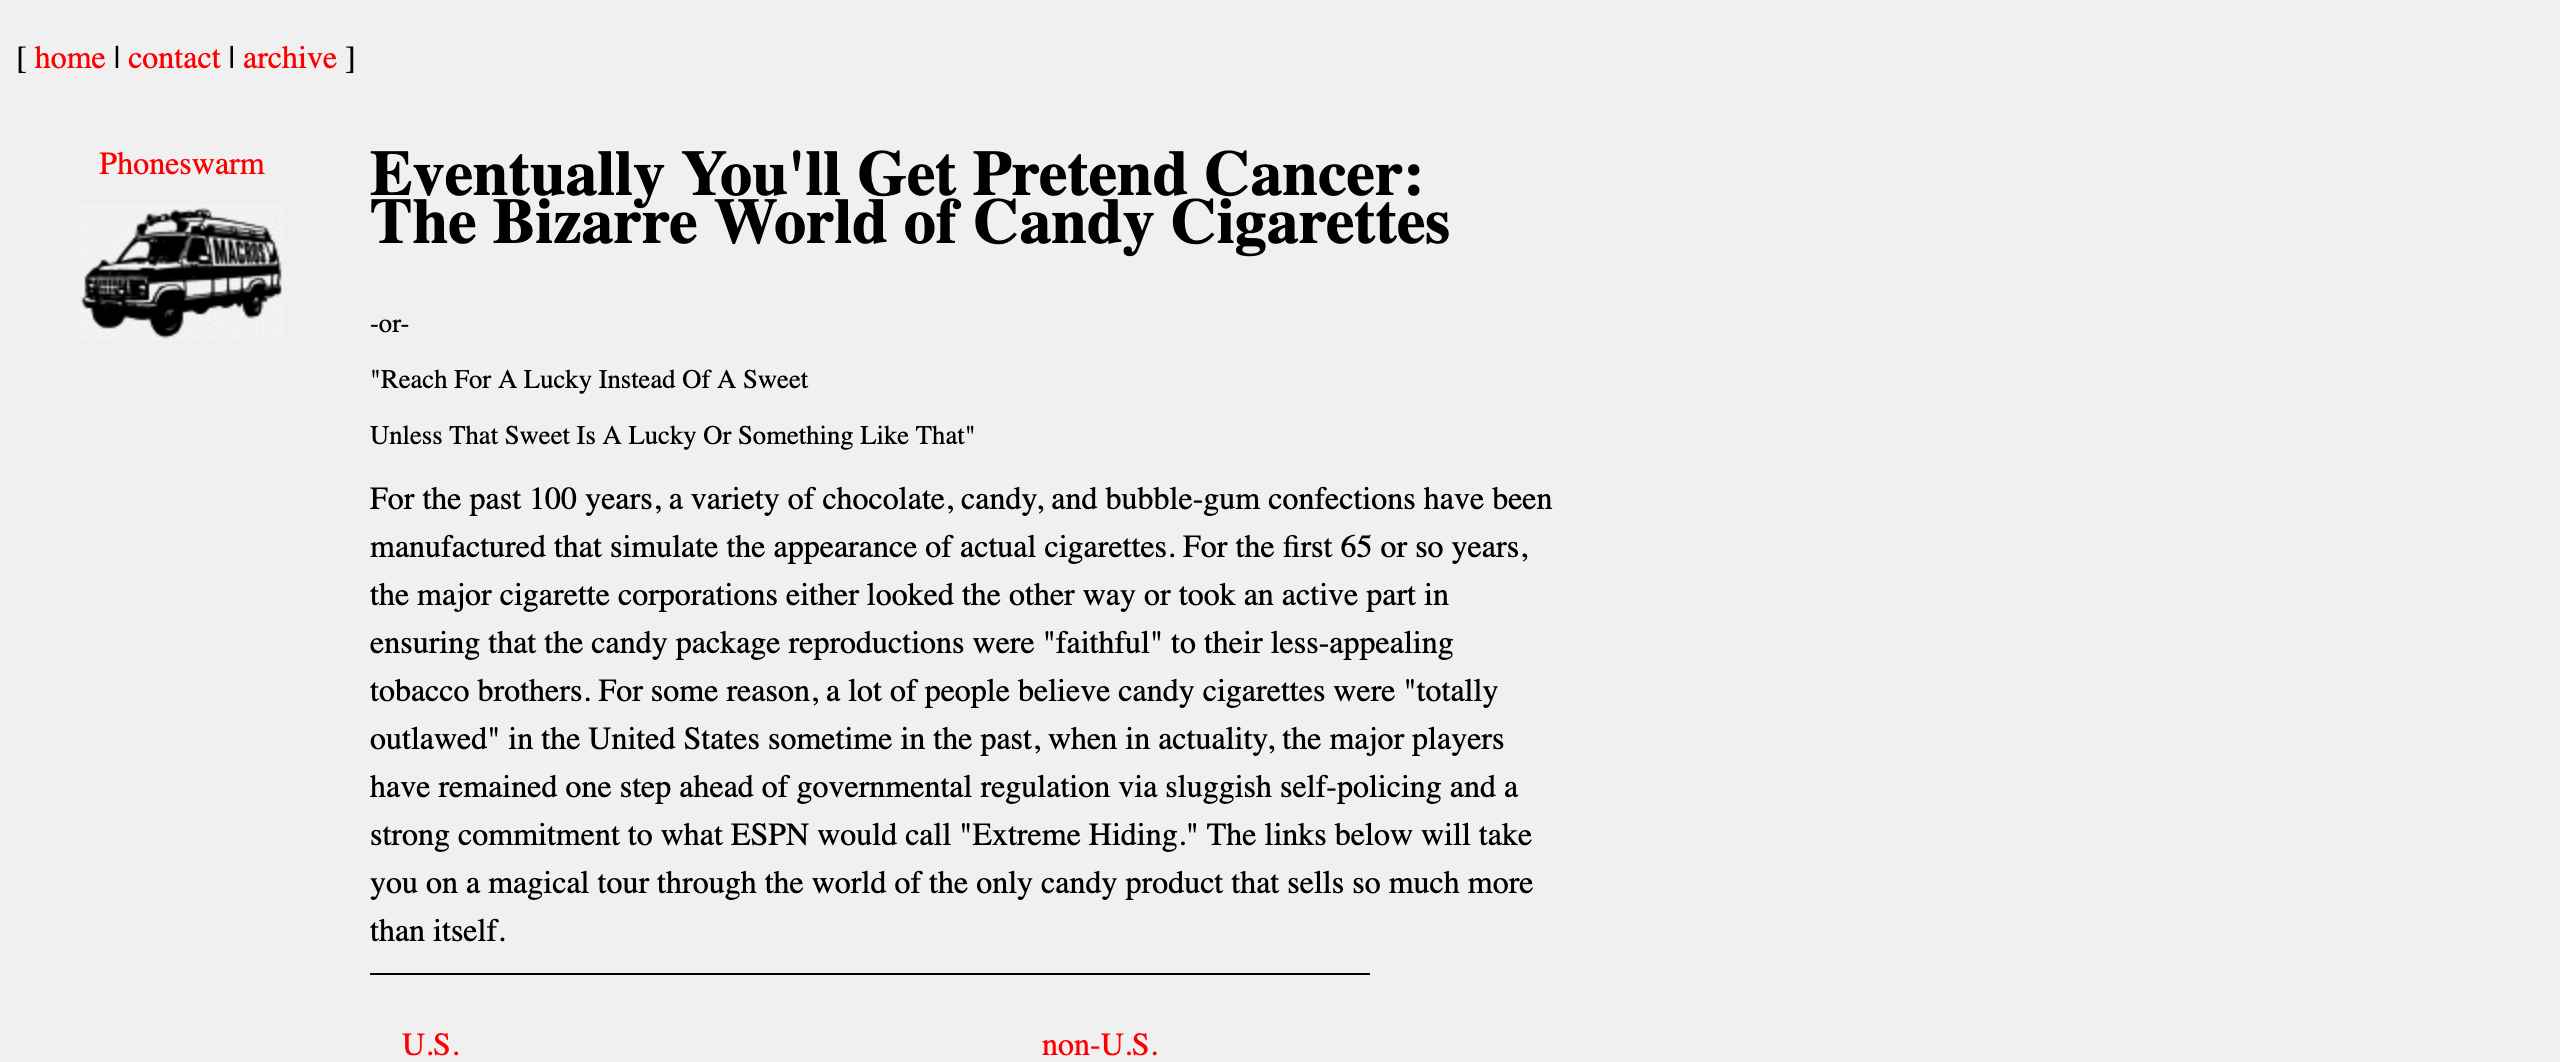 [ home | contact | archive ]
Phoneswarm
MACROS
Eventually You'll Get Pretend Cancer:
The Bizarre World of Candy Cigarettes
-or-
"Reach For A Lucky Instead Of A Sweet
Unless That Sweet Is A Lucky Or Something Like That"
For the past 100 years, a variety of chocolate, candy, and bubble-gum confections have been
manufactured that simulate the appearance of actual cigarettes. For the first 65 or so years,
the major cigarette corporations either looked the other way or took an active part in
ensuring that the candy package reproductions were "faithful" to their less-appealing
tobacco brothers. For some reason, a lot of people believe candy cigarettes were "totally
outlawed" in the United States sometime in the past, when in actuality, the major players
have remained one step ahead of governmental regulation via sluggish self-policing and a
strong commitment to what ESPN would call "Extreme Hiding." The links below will take
you on a magical tour through the world of the only candy product that sells so much more
than itself.
U.S.
non-U.S.